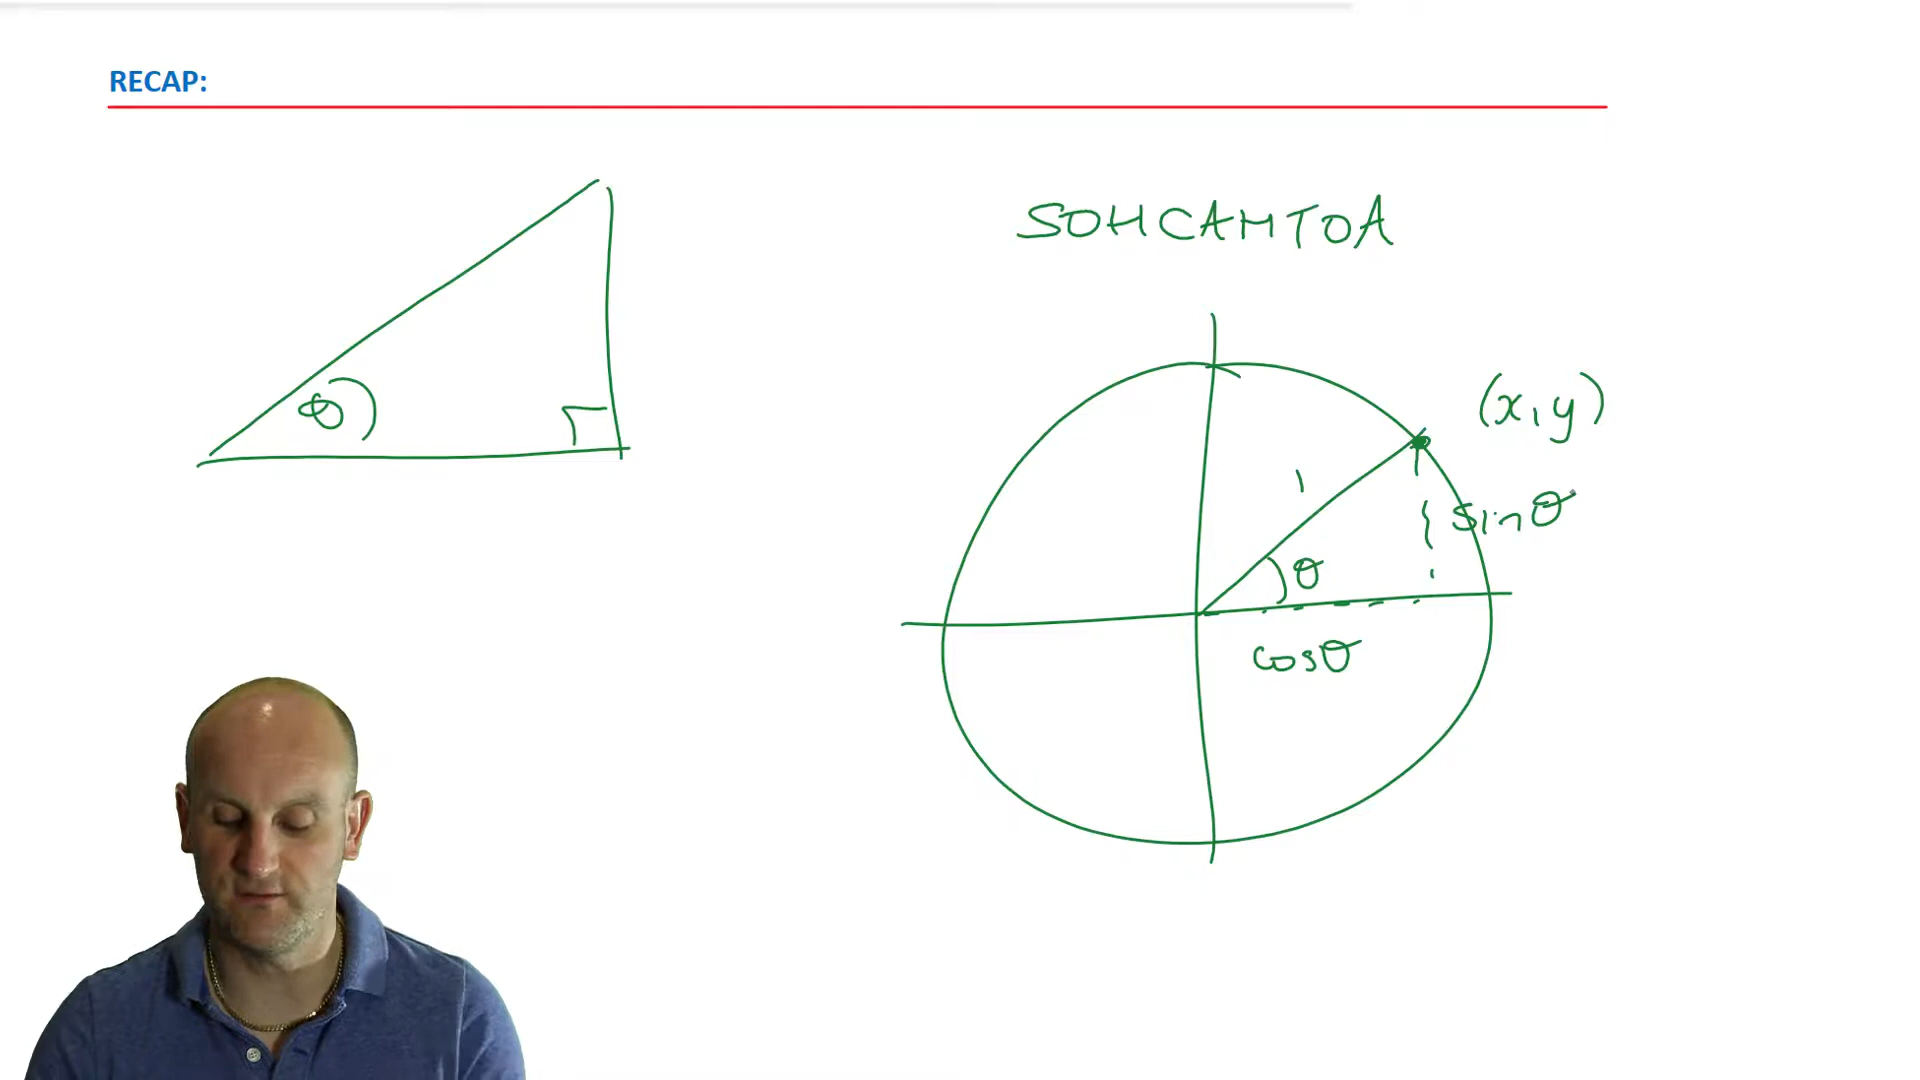 RECAP:
SOHCAHTOA
θ
(x, y)
1
sinθ
θ
cosθ